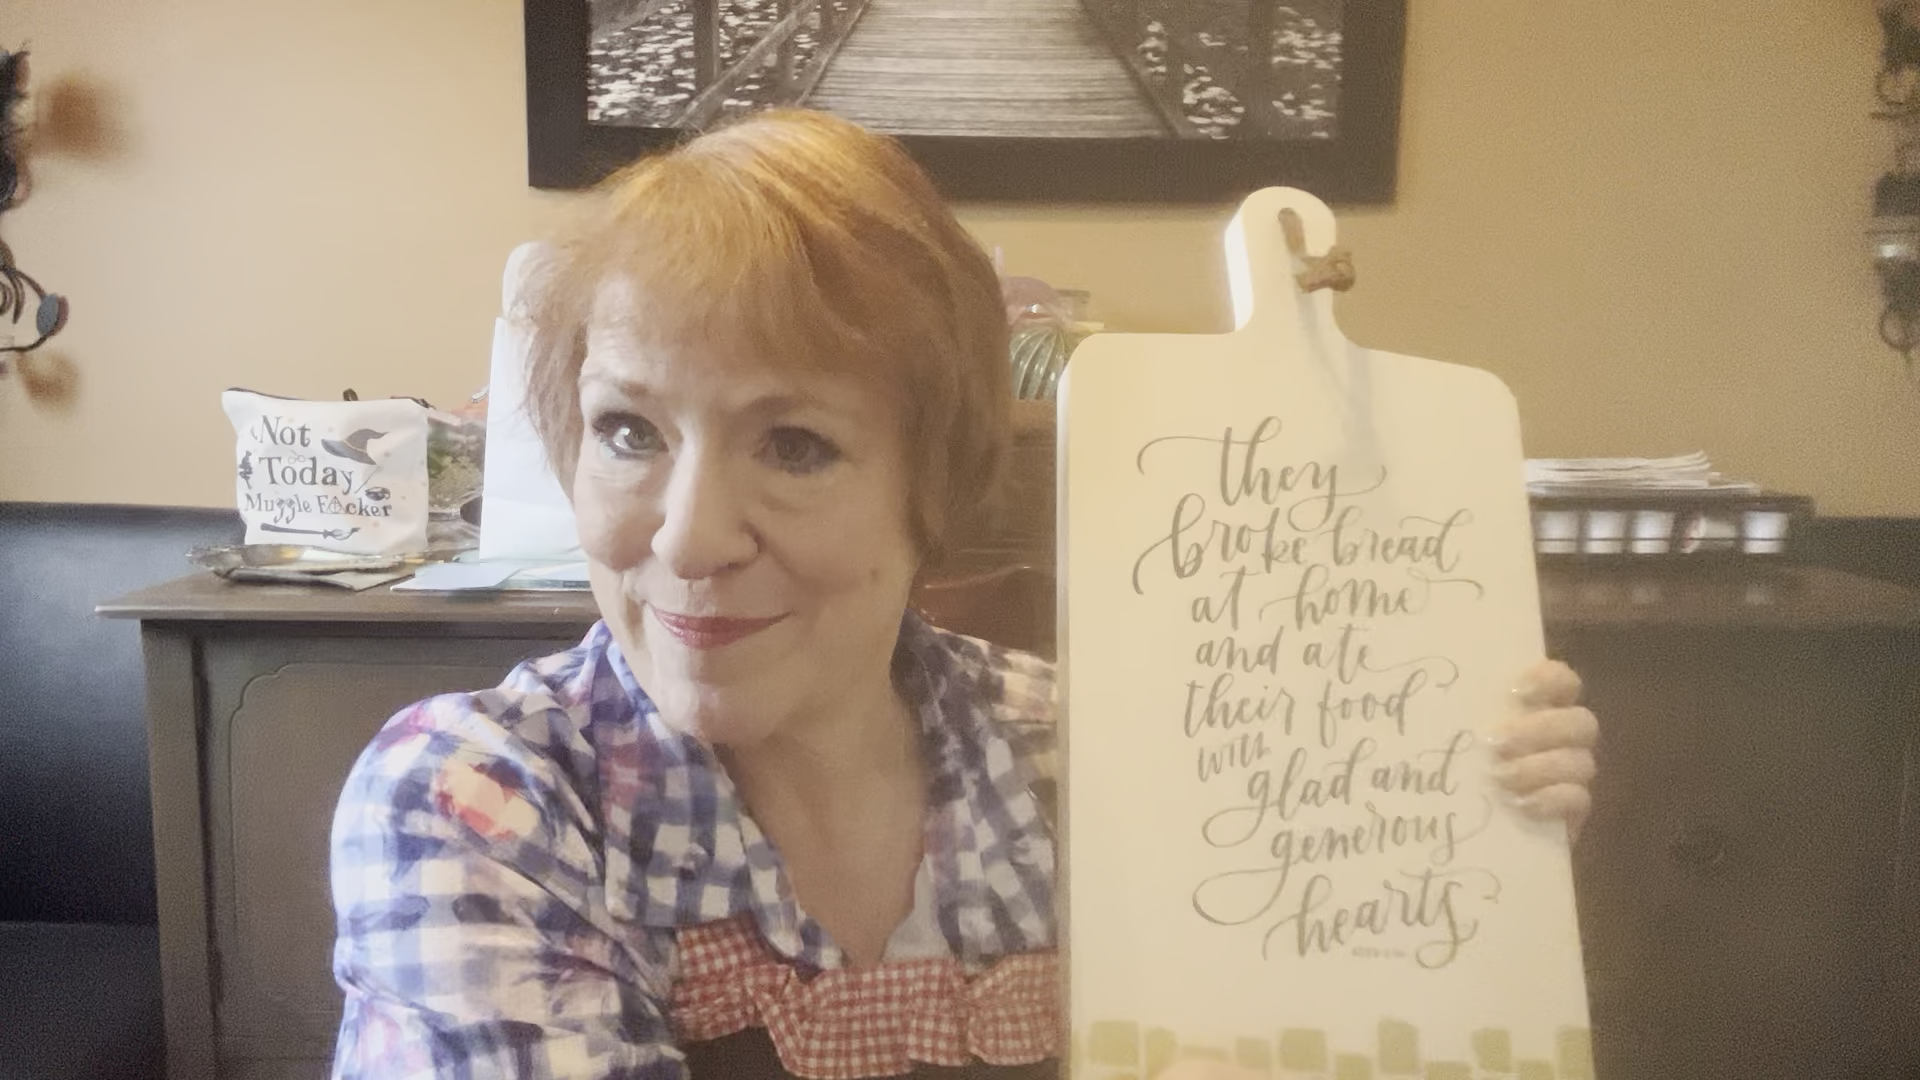 Not
Today
Muggle F cker
they
broke bread
at home
and ate
their food
with
glad and
generous
hearts